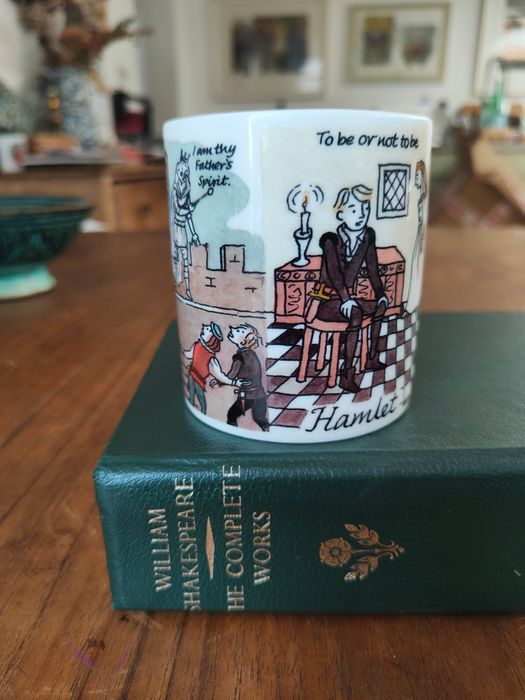 I am thy
Father's
Spirit.
To be or not to be
Hamlet
WILLIAM
SHAKESPEARE
THE COMPLETE
WORKS